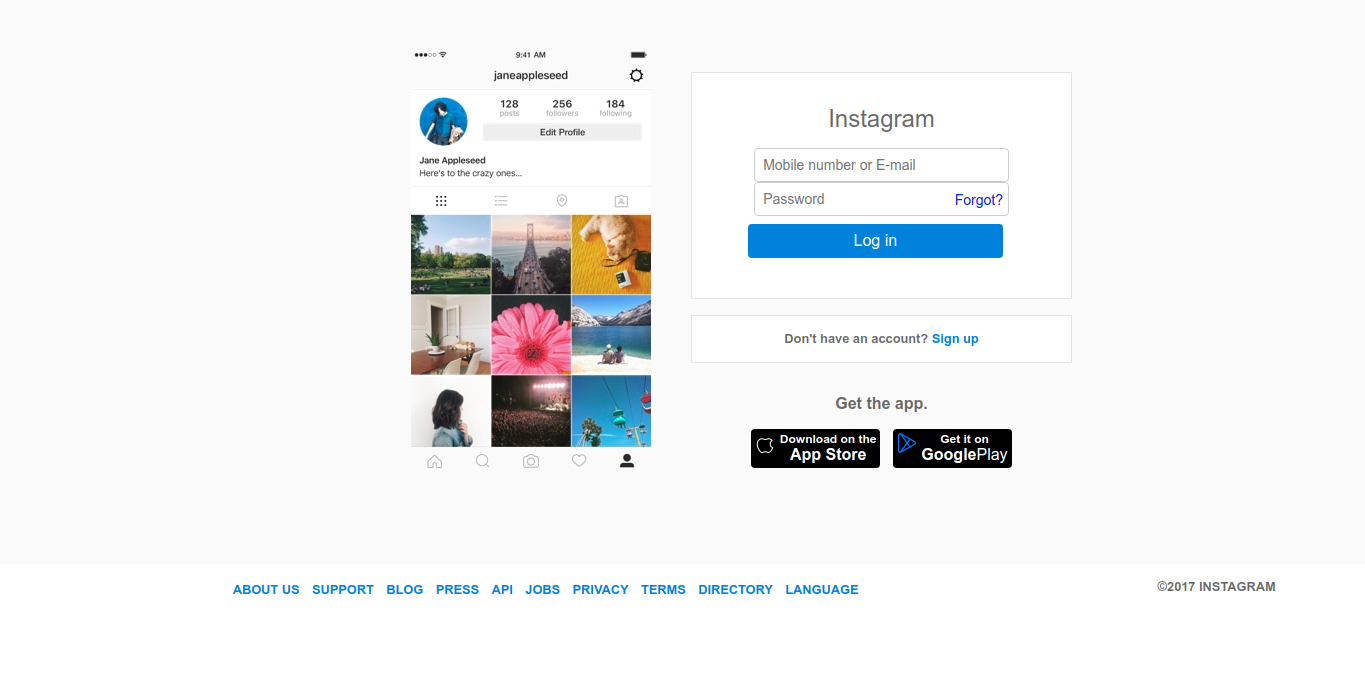 9:41 AM
janeappleseed
128 256 184
posts followers following
Edit Profile
Jane Appleseed
Here's to the crazy ones...
Instagram
Mobile number or E-mail
Password Forgot?
Log in
Don't have an account? Sign up
Get the app.
Download on the
App Store
Get it on
GooglePlay
ABOUT US SUPPORT BLOG PRESS API JOBS PRIVACY TERMS DIRECTORY LANGUAGE
©2017 INSTAGRAM